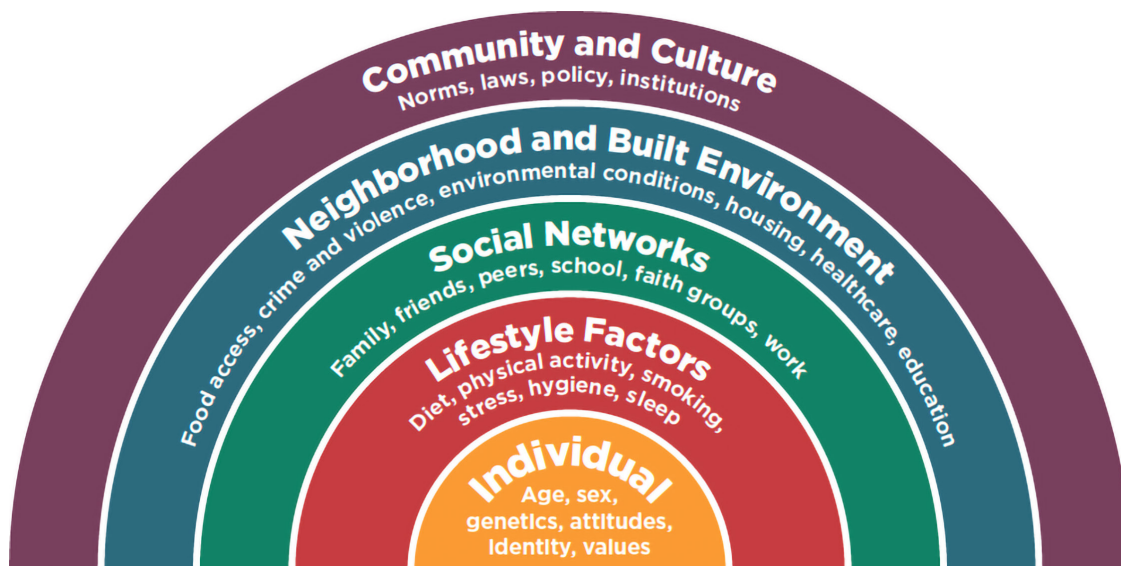 Community and Culture
Norms, laws, policy, institutions
Neighborhood and Built Environment
Food access, crime and violence, environmental conditions, housing, healthcare, education
Social Networks
Family, friends, peers, school, faith groups, work
Lifestyle Factors
Diet, physical activity, smoking,
stress, hygiene, sleep
Individual
Age, sex,
genetics, attitudes,
identity, values